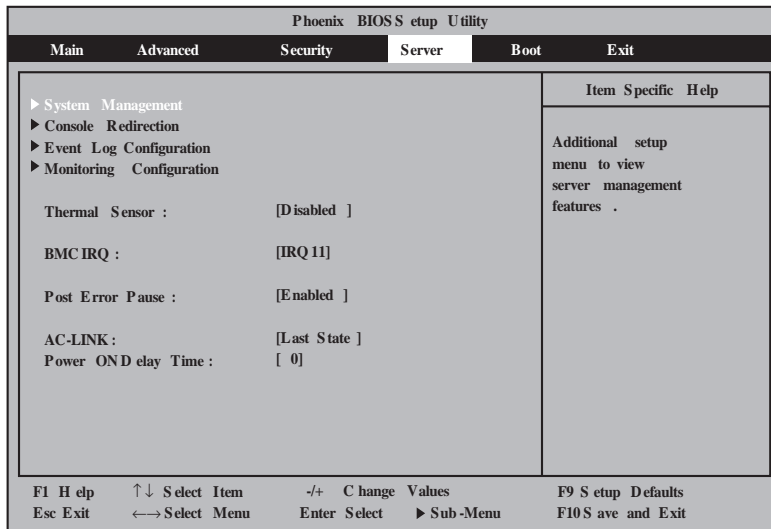 Phoenix BIOS Setup Utility
Main Advanced Security Server Boot Exit
Item Specific Help
▶ System Management
▶ Console Redirection
▶ Event Log Configuration
▶ Monitoring Configuration
Additional setup
menu to view
server management
features .
Thermal Sensor : [Disabled ]
BMC IRQ : [IRQ 11]
Post Error Pause : [Enabled ]
AC-LINK : [Last State ]
Power ON Delay Time : [ 0]
F1 Help ↑↓ Select Item -/+ Change Values F9 Setup Defaults
Esc Exit ←→ Select Menu Enter Select ▶ Sub-Menu F10 Save and Exit